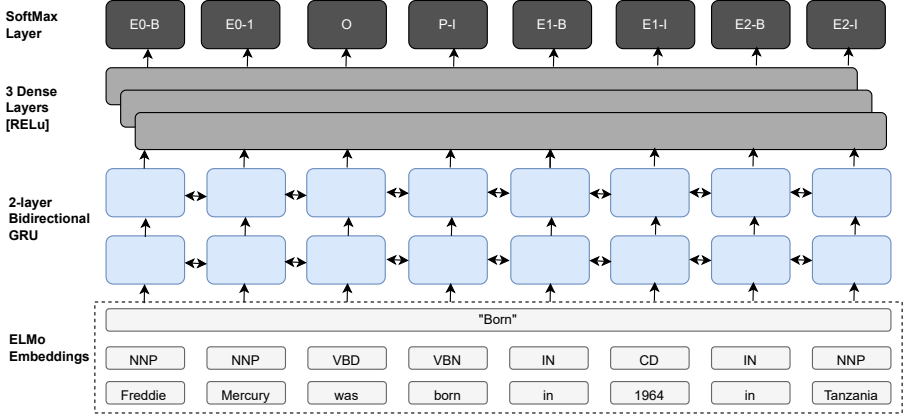 SoftMax
Layer
E0-B E0-1 O P-I E1-B E1-I E2-B E2-I
3 Dense
Layers
[RELu]
2-layer
Bidirectional
GRU
"Born"
ELMo
Embeddings
NNP NNP VBD VBN IN CD IN NNP
Freddie Mercury was born in 1964 in Tanzania